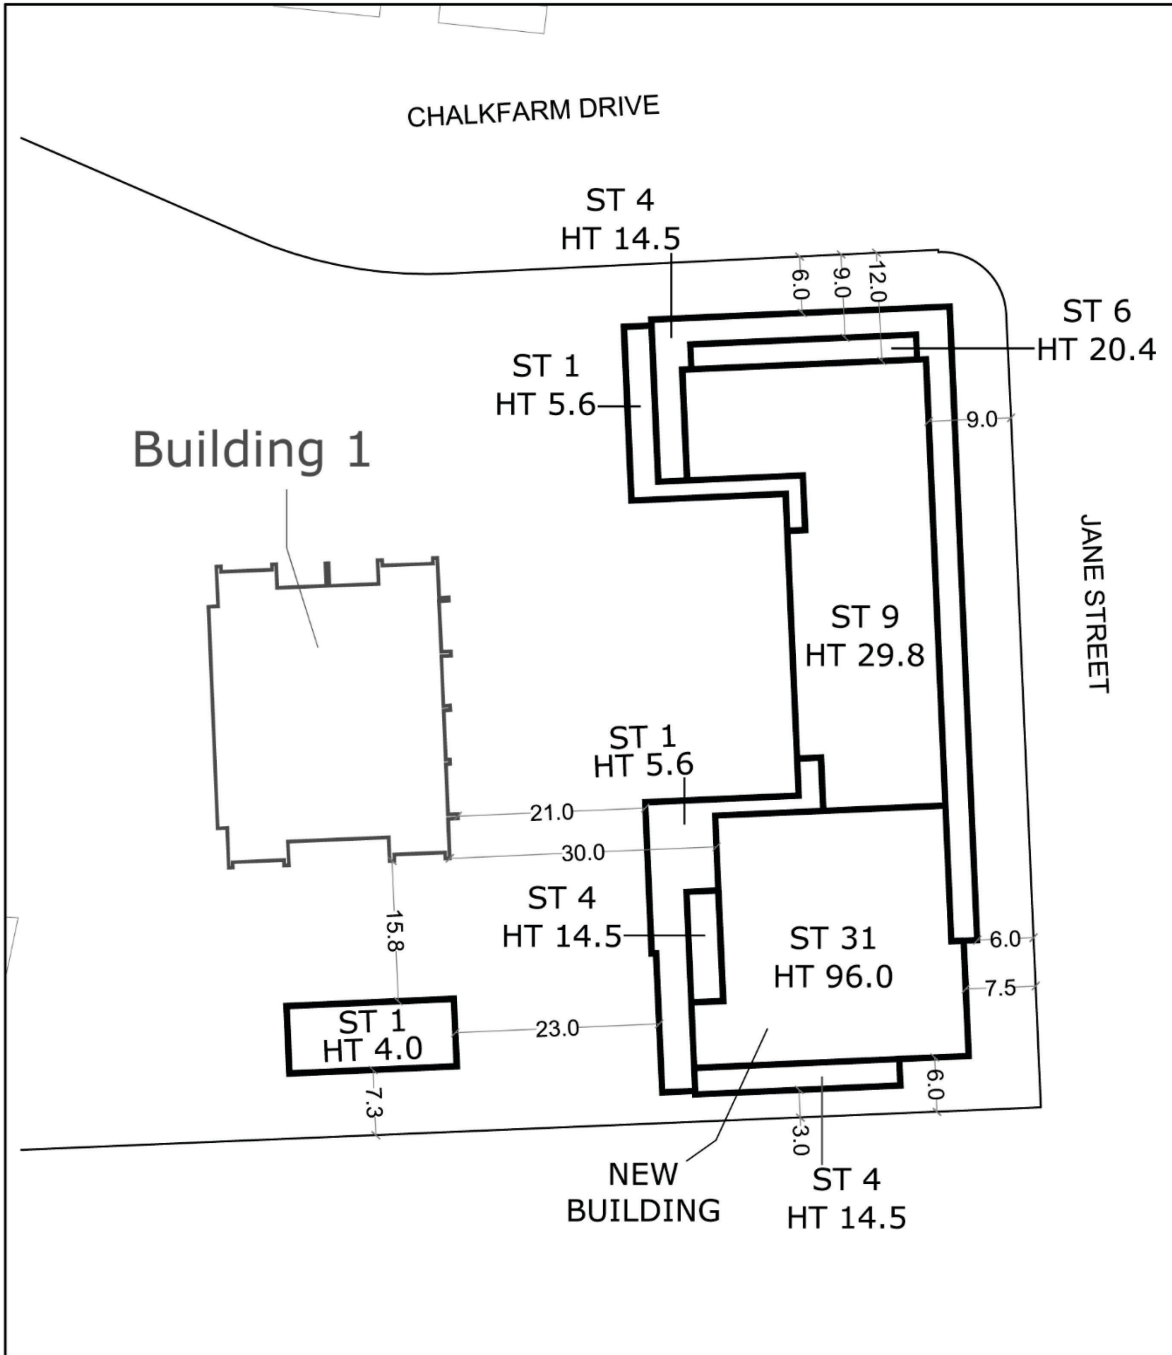 CHALKFARM DRIVE
ST 4
HT 14.5
6.0
9.0
12.0
ST 6
HT 20.4
ST 1
HT 5.6
9.0
Building 1
JANE STREET
ST 9
HT 29.8
ST 1
HT 5.6
21.0
30.0
ST 4
HT 14.5
15.8
ST 31
HT 96.0
6.0
7.5
ST 1
HT 4.0
23.0
7.3
6.0
3.0
NEW
BUILDING
ST 4
HT 14.5